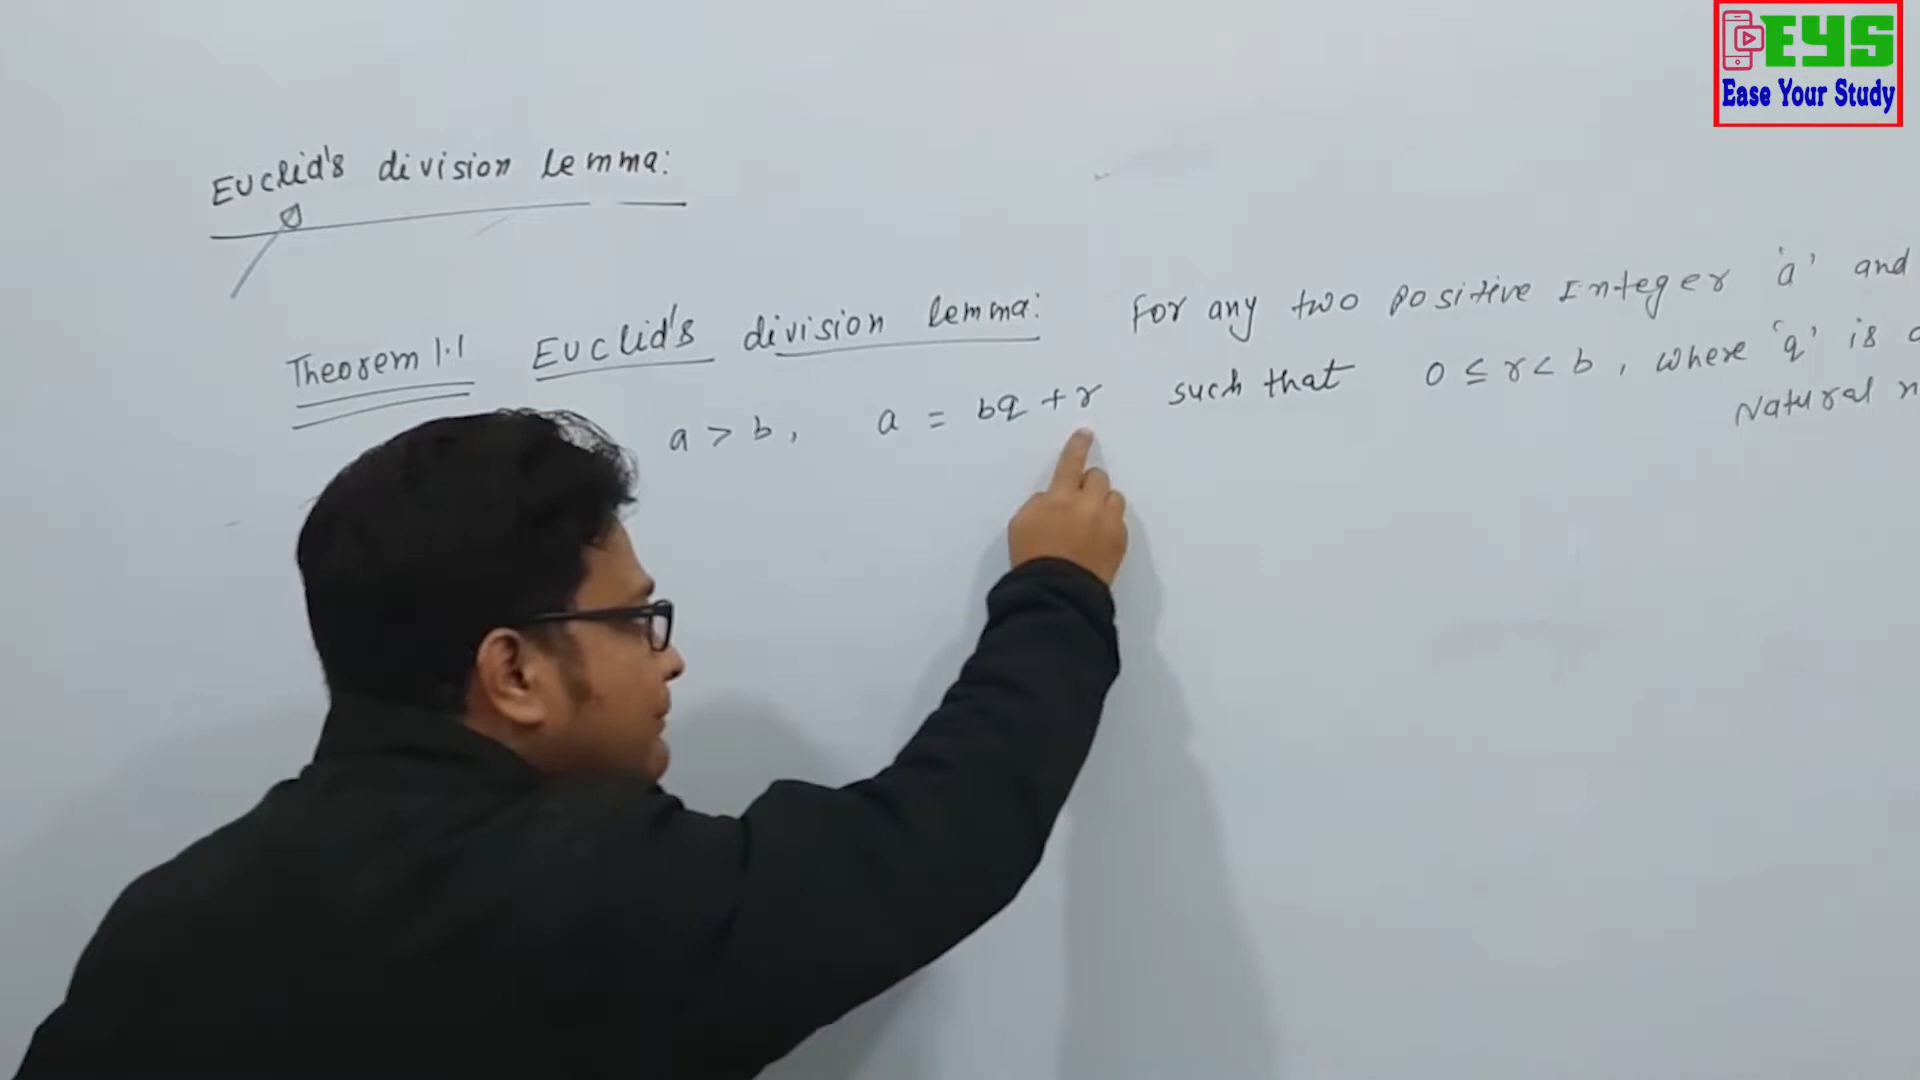 EYS
Ease Your Study
Euclid's division lemma:
Theorem 1.1 Euclid's division lemma: For any two positive Integer 'a' and
a > b, a = bq + r such that 0 ≤ r < b, where 'q' is
Natural